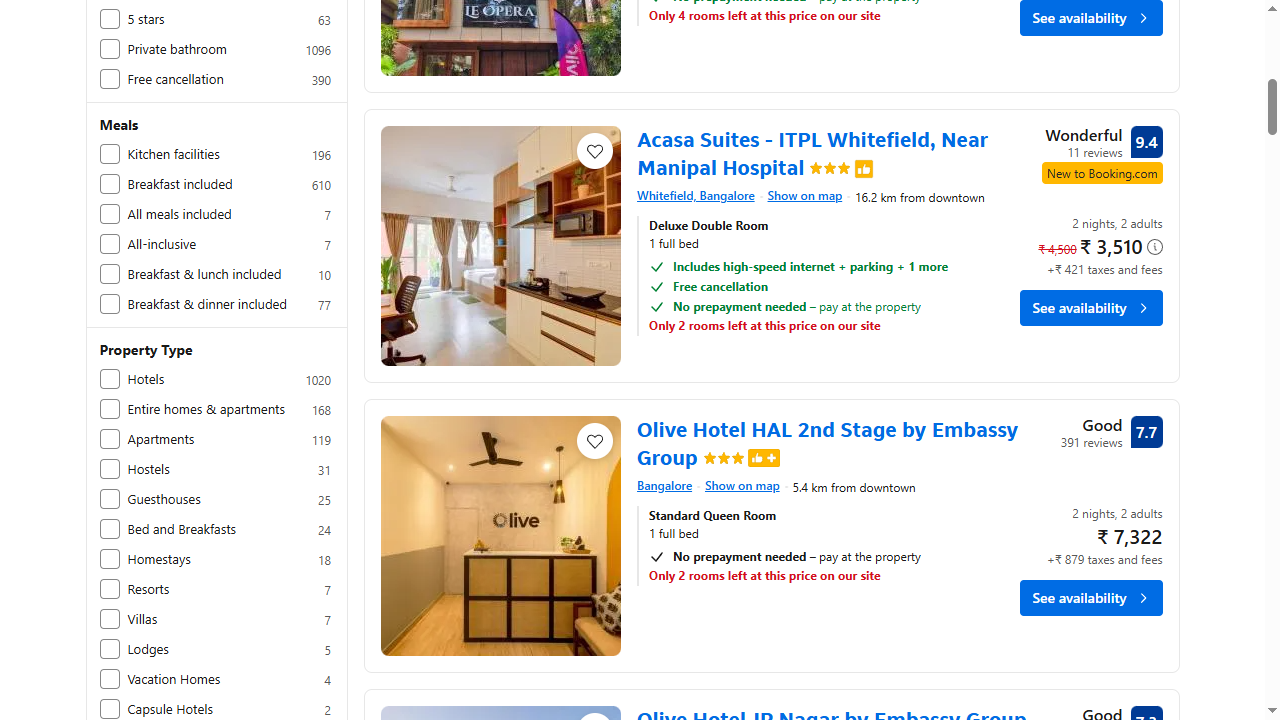 5 stars 63
Private bathroom 1096
Free cancellation 390
Meals
Kitchen facilities 196
Breakfast included 610
All meals included 7
All-inclusive 7
Breakfast & lunch included 10
Breakfast & dinner included 77
Property Type
Hotels 1020
Entire homes & apartments 168
Apartments 119
Hostels 31
Guesthouses 25
Bed and Breakfasts 24
Homestays 18
Resorts 7
Villas 7
Lodges 5
Vacation Homes 4
Capsule Hotels 2
LE OPERA
olive
Only 4 rooms left at this price on our site
See availability
Acasa Suites - ITPL Whitefield, Near
Manipal Hospital
Whitefield, Bangalore · Show on map · 16.2 km from downtown
Wonderful 9.4
11 reviews
New to Booking.com
Deluxe Double Room
1 full bed
Includes high-speed internet + parking + 1 more
Free cancellation
No prepayment needed – pay at the property
Only 2 rooms left at this price on our site
2 nights, 2 adults
₹ 4,500 ₹ 3,510
+₹ 421 taxes and fees
See availability
Olive
Olive Hotel HAL 2nd Stage by Embassy
Group
Bangalore · Show on map · 5.4 km from downtown
Good 7.7
391 reviews
Standard Queen Room
1 full bed
No prepayment needed – pay at the property
Only 2 rooms left at this price on our site
2 nights, 2 adults
₹ 7,322
+₹ 879 taxes and fees
See availability
Olive Hotel JP Nagar by Embassy Group
Good